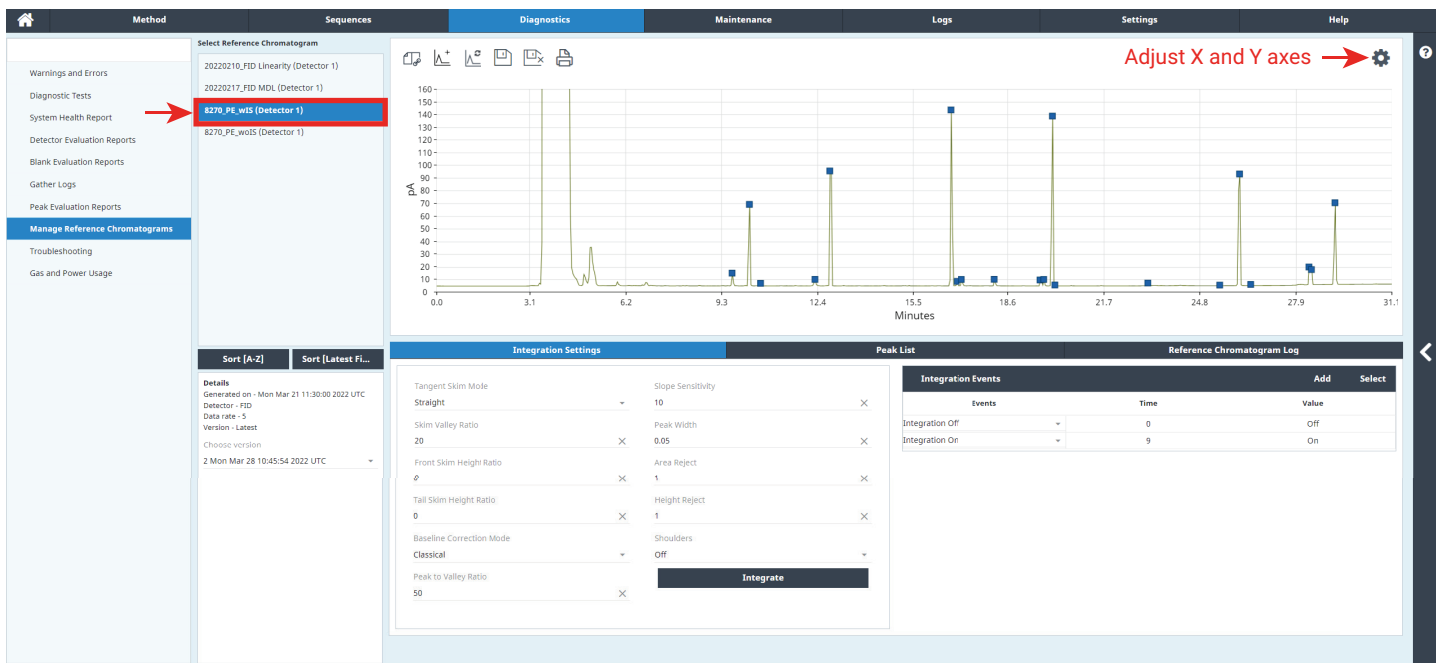 Method Sequences Diagnostics Maintenance Logs Settings Help
Warnings and Errors
Diagnostic Tests
System Health Report
Detector Evaluation Reports
Blank Evaluation Reports
Gather Logs
Peak Evaluation Reports
Manage Reference Chromatograms
Troubleshooting
Gas and Power Usage
Select Reference Chromatogram
20220210_FID Linearity (Detector 1)
20220217_FID MDL (Detector 1)
8270_PE_wIS (Detector 1)
8270_PE_woIS (Detector 1)
Sort [A-Z] Sort [Latest Fi...
Details
Generated on - Mon Mar 21 11:30:00 2022 UTC
Detector - FID
Data rate - 5
Version - Latest
Choose version
2 Mon Mar 28 10:45:54 2022 UTC
Adjust X and Y axes
?
160
150
140
130
120
110
100
90
80
70
60
50
40
30
20
10
0
pA
0.0 3.1 6.2 9.3 12.4 15.5 18.6 21.7 24.8 27.9 31.1
Minutes
Integration Settings Peak List Reference Chromatogram Log
Tangent Skim Mode Slope Sensitivity
Straight 10
Skim Valley Ratio Peak Width
20 0.05
Front Skim Height Ratio Area Reject
0 1
Tail Skim Height Ratio Height Reject
0 1
Baseline Correction Mode Shoulders
Classical Off
Peak to Valley Ratio Integrate
50
Integration Events Add Select
Events Time Value
Integration Off 0 Off
Integration On 9 On